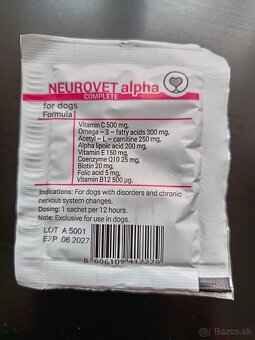 NEUROVET alpha
COMPLETE
for dogs
Formula
Vitamin C 500 mg,
Omega – 3 – fatty acids 300 mg,
Acetyl – L – carnitine 250 mg,
Alpha lipoic acid 200 mg,
Vitamin E 150 mg,
Coenzyme Q10 25 mg,
Biotin 20 mg,
Folic acid 5 mg,
Vitamin B12 500 µg.
Indications: For dogs with disorders and chronic
nervous system changes.
Dosing: 1 sachet per 12 hours.
Note: Exclusive for use in dogs.
LOT A 5001
EXP 06.2027
bazos.sk